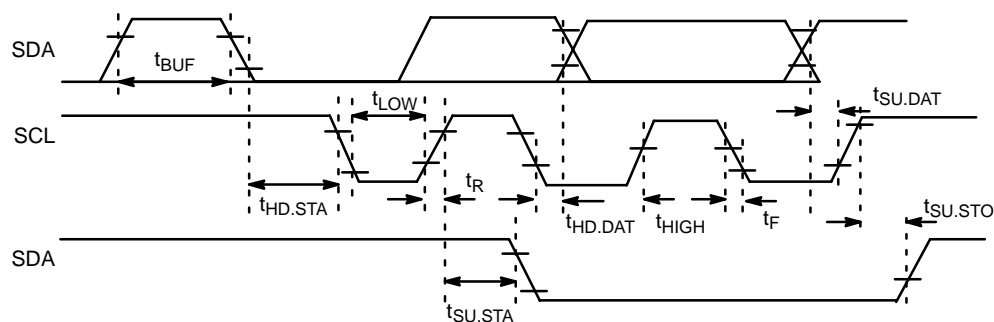 SDA
tBUF
tSU.DAT
tLOW
SCL
tR
tHD.STA
tHD.DAT
tHIGH
tF
tSU.STO
SDA
tSU.STA